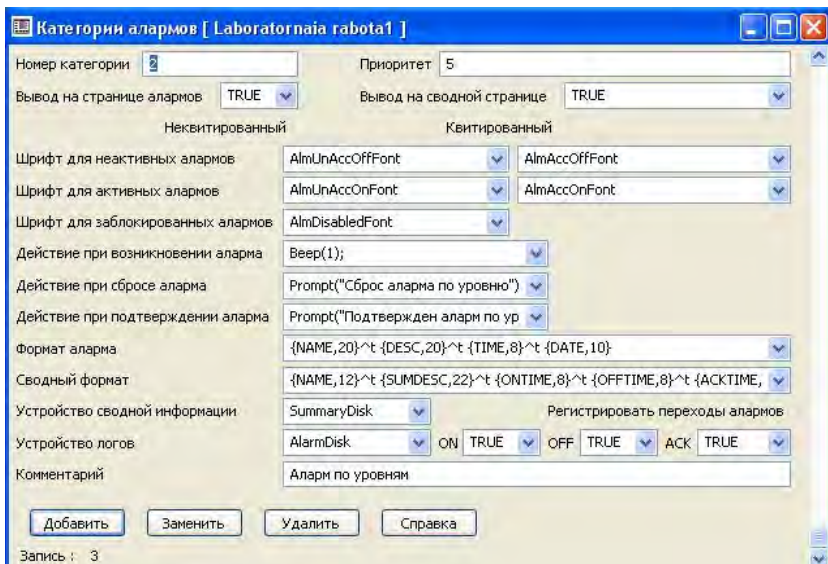 Категории алармов [ Laboratornaia rabota1 ]
Номер категории 2 Приоритет 5
Вывод на странице алармов TRUE Вывод на сводной странице TRUE
Неквитированный Квитированный
Шрифт для неактивных алармов AlmUnAccOffFont AlmAccOffFont
Шрифт для активных алармов AlmUnAccOnFont AlmAccOnFont
Шрифт для заблокированных алармов AlmDisabledFont
Действие при возникновении аларма Beep(1);
Действие при сбросе аларма Prompt("Сброс аларма по уровню")
Действие при подтверждении аларма Prompt("Подтвержден аларм по ур
Формат аларма {NAME,20}^t {DESC,20}^t {TIME,8}^t {DATE,10}
Сводный формат {NAME,12}^t {SUMDESC,22}^t {ONTIME,8}^t {OFFTIME,8}^t {ACKTIME,
Устройство сводной информации SummaryDisk Регистрировать переходы алармов
Устройство логов AlarmDisk ON TRUE OFF TRUE ACK TRUE
Комментарий Аларм по уровням
Добавить Заменить Удалить Справка
Запись : 3